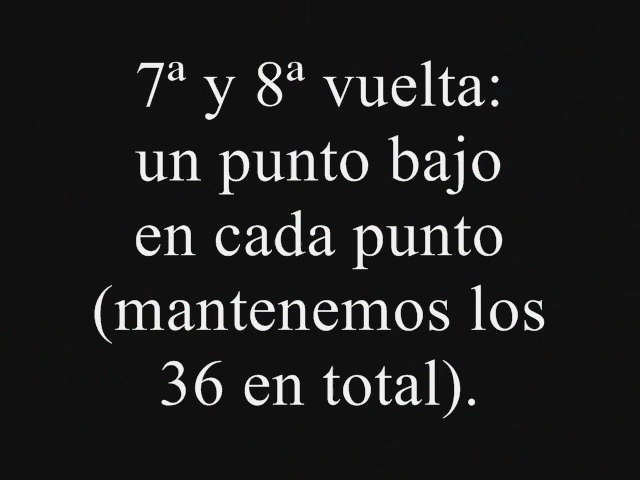 7ª y 8ª vuelta:
un punto bajo
en cada punto
(mantenemos los
36 en total).